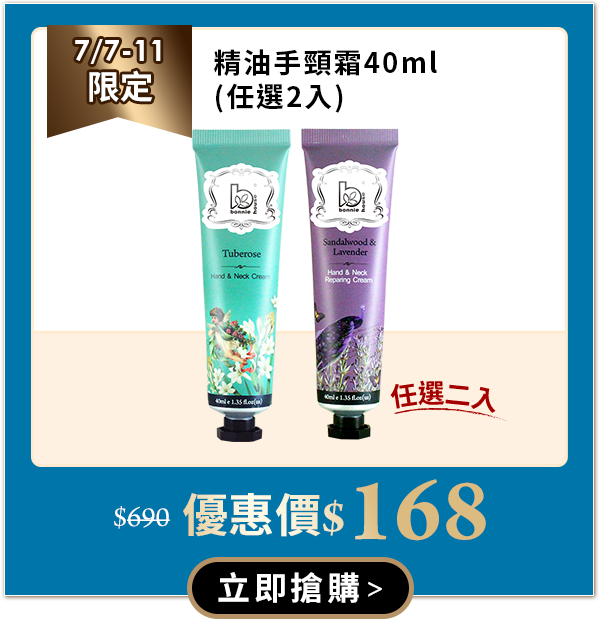 7/7-11
限定
精油手頸霜40ml
(任選2入)
bonnie
house
Tuberose
Hand & Neck Cream
40ml e 1.35 fl.oz(us)
bonnie
house
Sandalwood &
Lavender
Hand & Neck
Reparing Cream
40ml e 1.35 fl.oz(us)
任選二入
$690 優惠價$168
立即搶購 >